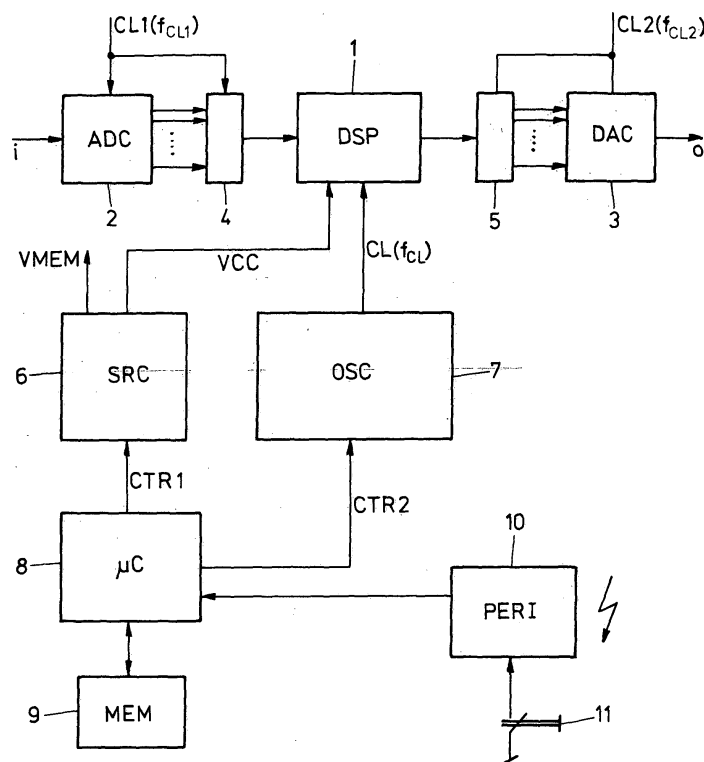 CL1(fCL1)
CL2(fCL2)
1
ADC
DSP
DAC
i
o
2
4
5
3
VMEM
VCC
CL(fCL)
6
SRC
OSC
7
CTR1
CTR2
10
8
µC
PERI
9
MEM
11